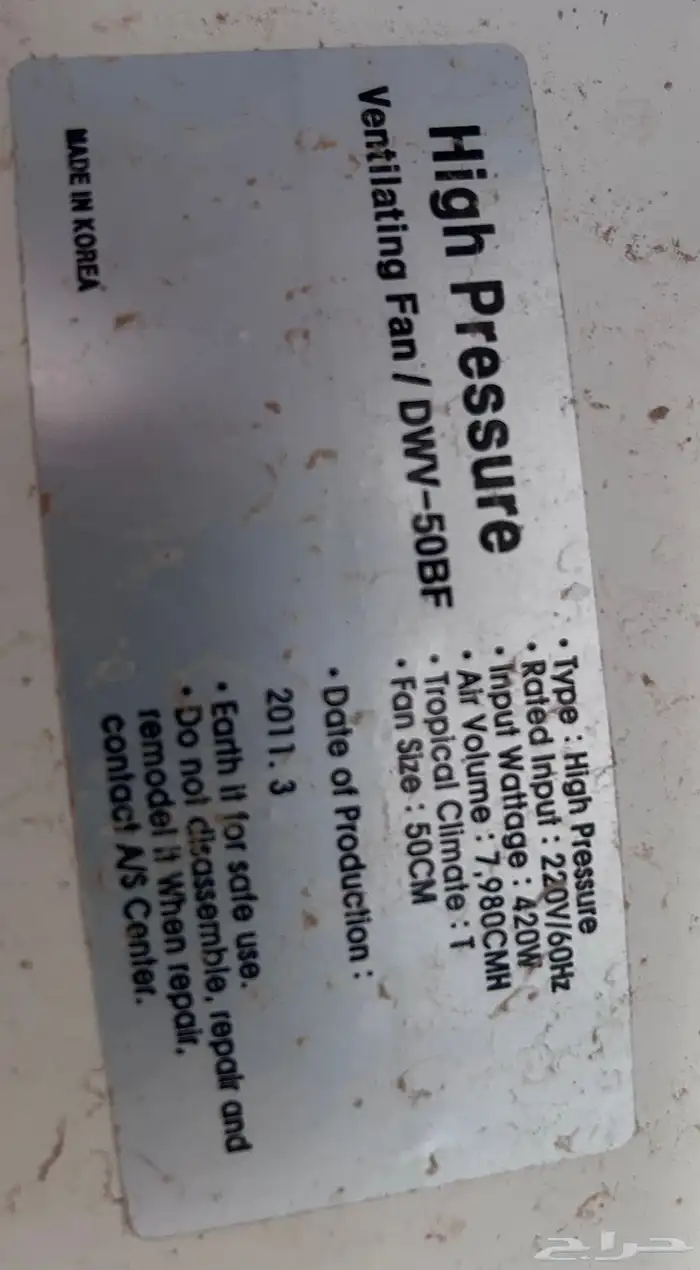 High Pressure
Ventilating Fan / DWV-50BF
MADE IN KOREA
• Type : High Pressure
• Rated Input : 220V/60Hz
• Input Wattage : 420W
• Air Volume : 7,980CMH
• Tropical Climate : T
• Fan Size : 50CM
• Date of Production :
2011. 3
• Earth it for safe use.
• Do not disassemble, repair and
remodel it When repair,
contact A/S Center.
حراج